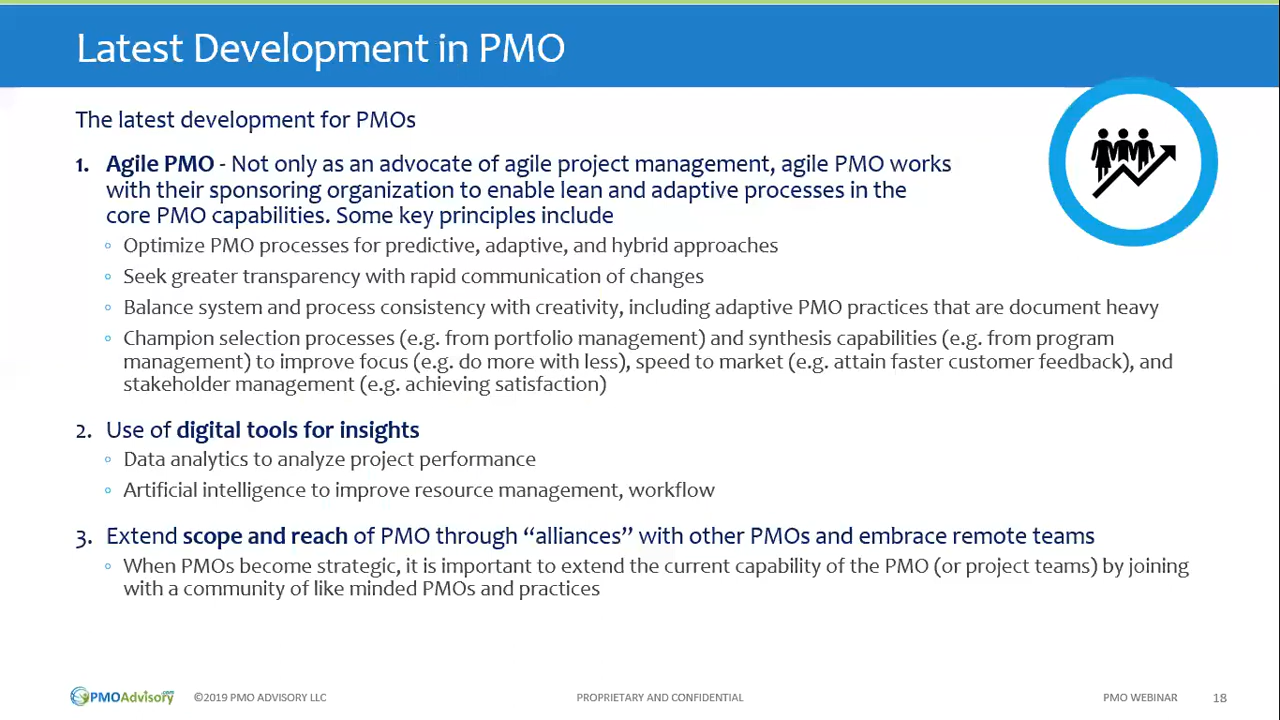 Latest Development in PMO
The latest development for PMOs
1. Agile PMO - Not only as an advocate of agile project management, agile PMO works
with their sponsoring organization to enable lean and adaptive processes in the
core PMO capabilities. Some key principles include
◦ Optimize PMO processes for predictive, adaptive, and hybrid approaches
◦ Seek greater transparency with rapid communication of changes
◦ Balance system and process consistency with creativity, including adaptive PMO practices that are document heavy
◦ Champion selection processes (e.g. from portfolio management) and synthesis capabilities (e.g. from program
management) to improve focus (e.g. do more with less), speed to market (e.g. attain faster customer feedback), and
stakeholder management (e.g. achieving satisfaction)
2. Use of digital tools for insights
◦ Data analytics to analyze project performance
◦ Artificial intelligence to improve resource management, workflow
3. Extend scope and reach of PMO through “alliances” with other PMOs and embrace remote teams
◦ When PMOs become strategic, it is important to extend the current capability of the PMO (or project teams) by joining
with a community of like minded PMOs and practices
PMOAdvisory.com ©2019 PMO ADVISORY LLC PROPRIETARY AND CONFIDENTIAL PMO WEBINAR 18